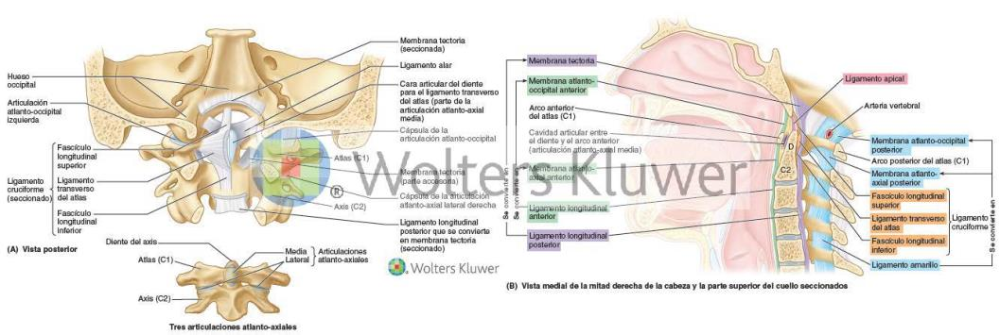 Membrana tectoria
(seccionada)
Ligamento alar
Cara articular del diente
para el ligamento transverso
del atlas (parte de la
articulación atlanto-axial
media)
Cápsula de la
articulación atlanto-occipital
Atlas (C1)
Membrana tectoria
(parte accesoria)
Cápsula de la articulación
atlanto-axial lateral derecha
Axis (C2)
Ligamento longitudinal
posterior que se convierte
en membrana tectoria
(seccionado)
Hueso
occipital
Articulación
atlanto-occipital
izquierda
Ligamento
cruciforme
(seccionado)
Fascículo
longitudinal
superior
Ligamento
transverso
del atlas
Fascículo
longitudinal
inferior
(A) Vista posterior
Diente del axis
Atlas (C1)
Axis (C2)
Media
Lateral
Articulaciones
atlanto-axiales
Tres articulaciones atlanto-axiales
Wolters Kluwer
®
Wolters Kluwer
Se convierte en
Se convierte en
Membrana tectoria
Membrana atlanto-
occipital anterior
Arco anterior
del atlas (C1)
Cavidad articular entre
el diente y el arco anterior
(articulación atlanto-axial media)
Membrana atlanto-
axial anterior
Ligamento longitudinal
anterior
Ligamento longitudinal
posterior
D
C2
Ligamento apical
Arteria vertebral
Membrana atlanto-occipital
posterior
Arco posterior del atlas (C1)
Membrana atlanto-
axial posterior
Fascículo longitudinal
superior
Ligamento transverso
del atlas
Fascículo longitudinal
inferior
Ligamento
cruciforme
Ligamento amarillo
Se convierte en
(B) Vista medial de la mitad derecha de la cabeza y la parte superior del cuello seccionados